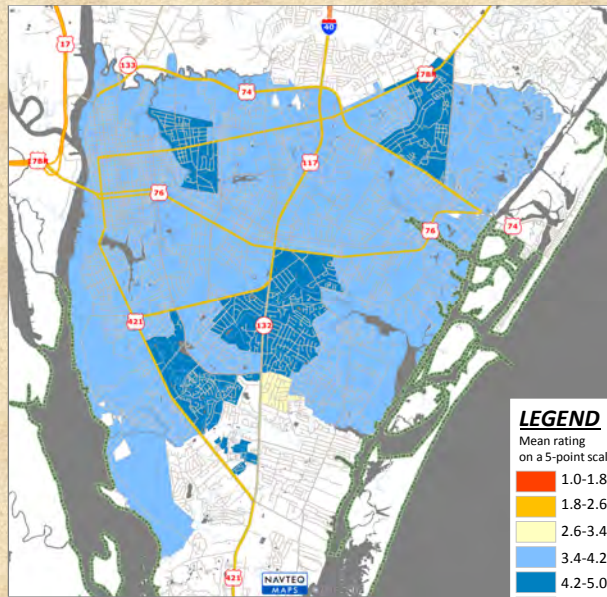 17
133
40
74
78B
78B
117
76
76
74
421
132
421
NAVTEQ
MAPS
LEGEND
Mean rating
on a 5-point scal
1.0-1.8
1.8-2.6
2.6-3.4
3.4-4.2
4.2-5.0